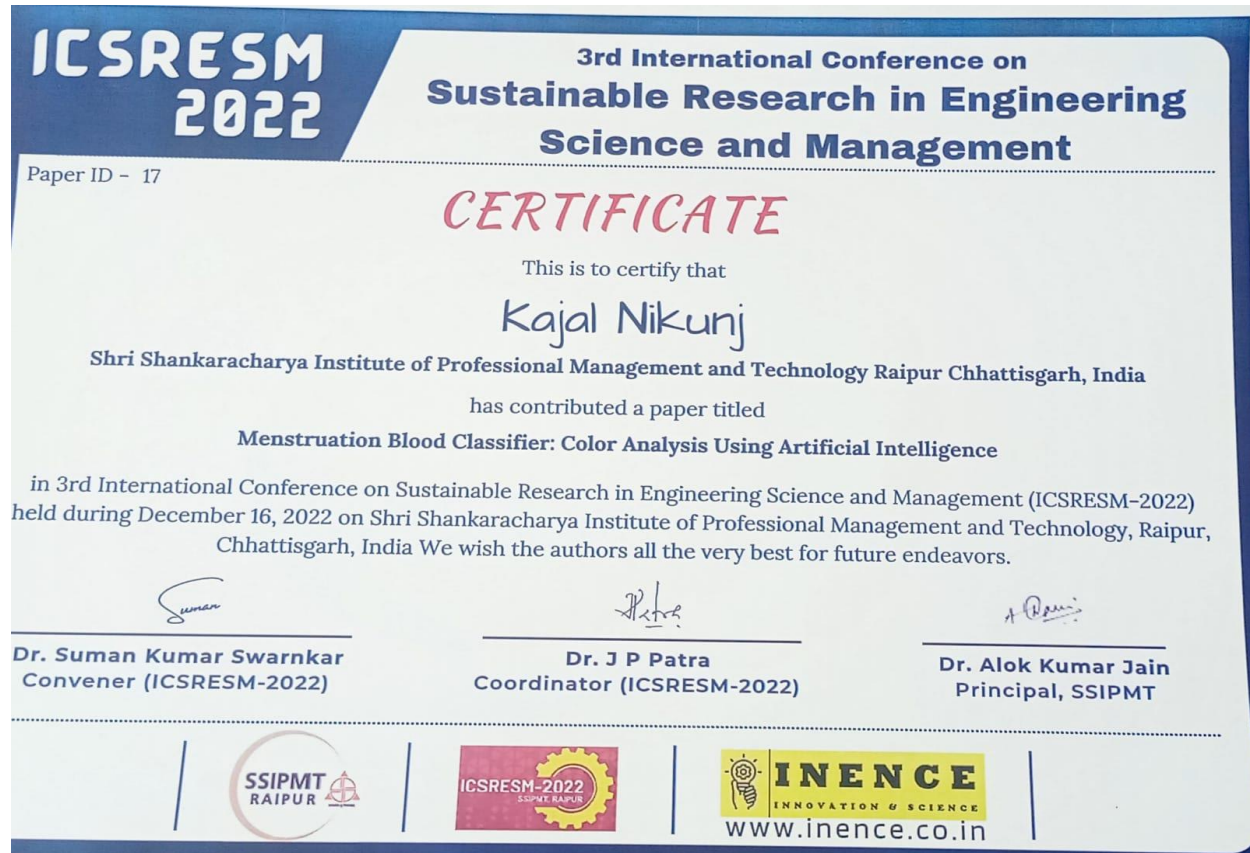 ICSRESM
2022
3rd International Conference on
Sustainable Research in Engineering
Science and Management
Paper ID - 17
CERTIFICATE
This is to certify that
Kajal Nikunj
Shri Shankaracharya Institute of Professional Management and Technology Raipur Chhattisgarh, India
has contributed a paper titled
Menstruation Blood Classifier: Color Analysis Using Artificial Intelligence
in 3rd International Conference on Sustainable Research in Engineering Science and Management (ICSRESM-2022)
held during December 16, 2022 on Shri Shankaracharya Institute of Professional Management and Technology, Raipur,
Chhattisgarh, India We wish the authors all the very best for future endeavors.
Suman
Dr. Suman Kumar Swarnkar
Convener (ICSRESM-2022)
Dr. J P Patra
Coordinator (ICSRESM-2022)
Dr. Alok Kumar Jain
Principal, SSIPMT
SSIPMT
RAIPUR
ICSRESM-2022
SSIPMT, RAIPUR
INENCE
INNOVATION & SCIENCE
www.inence.co.in